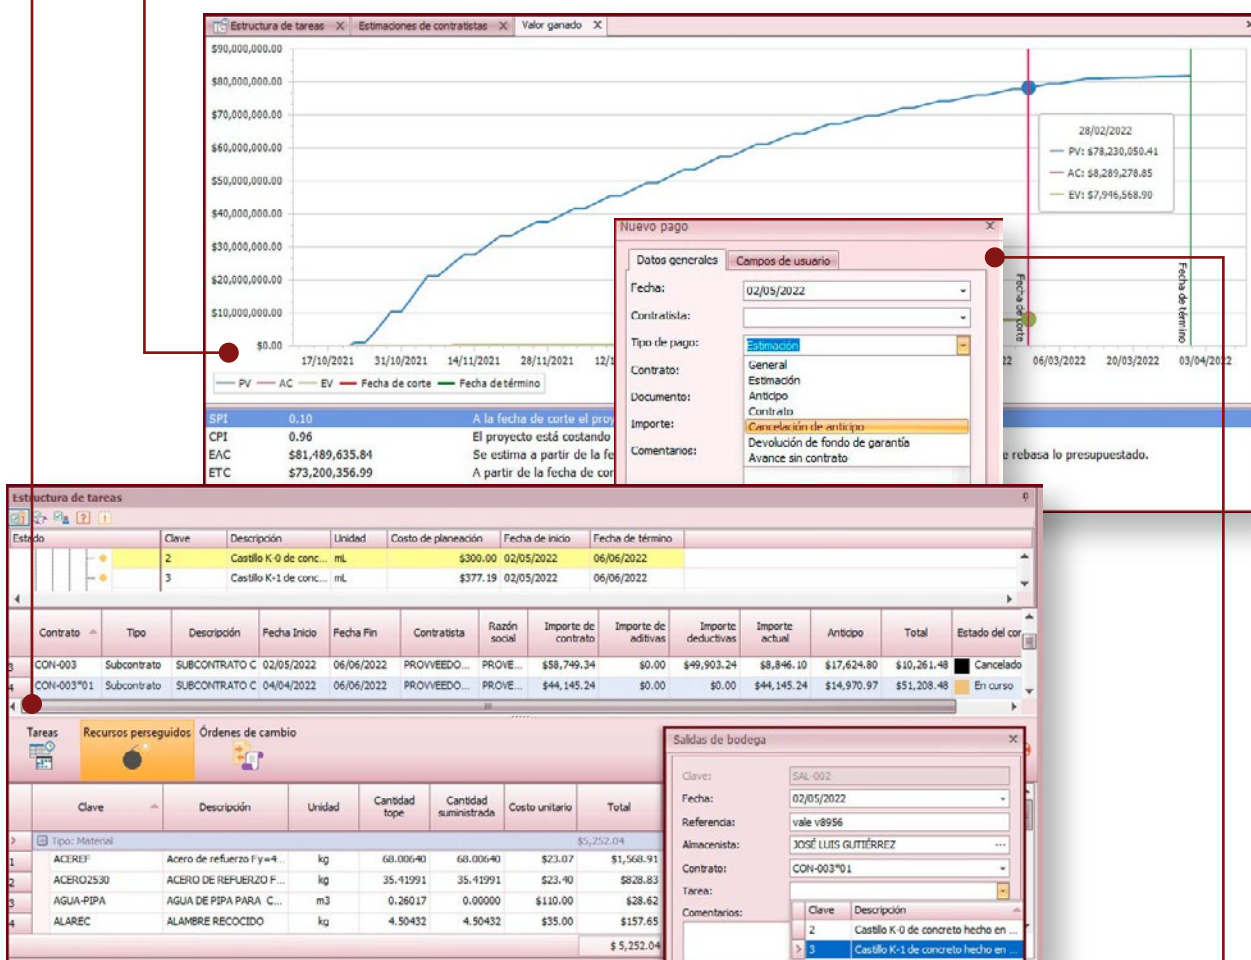 Estructura de tareas X Estimaciones de contratistas X Valor ganado X
$90,000,000.00
$80,000,000.00
$70,000,000.00
$60,000,000.00
$50,000,000.00
$40,000,000.00
$30,000,000.00
$20,000,000.00
$10,000,000.00
$0.00
28/02/2022
PV: $78,230,050.41
AC: $8,289,278.85
EV: $7,946,568.90
Fecha de corte
Fecha de término
17/10/2021 31/10/2021 14/11/2021 28/11/2021 12/1 22 06/03/2022 20/03/2022 03/04/2022
PV AC EV Fecha de corte Fecha de término
SPI 0.10 A la fecha de corte el proy
CPI 0.96 El proyecto está costando
EAC $81,489,635.84 Se estima a partir de la fe e rebasa lo presupuestado.
ETC $73,200,356.99 A partir de la fecha de cor
Nuevo pago X
Datos generales Campos de usuario
Fecha: 02/05/2022
Contratista:
Tipo de pago: Estimación
Contrato: General
Estimación
Documento: Anticipo
Contrato
Importe: Cancelación de anticipo
Comentarios: Devolución de fondo de garantía
Avance sin contrato
Estructura de tareas
Estado Clave Descripción Unidad Costo de planeación Fecha de inicio Fecha de término
2 Castillo K-0 de conc... mL $300.00 02/05/2022 06/06/2022
3 Castillo K-1 de conc... mL $377.19 02/05/2022 06/06/2022
Contrato Tipo Descripción Fecha Inicio Fecha Fin Contratista Razón social Importe de contrato Importe de aditivas Importe deductivas Importe actual Anticipo Total Estado del cor
3 CON-003 Subcontrato SUBCONTRATO C 02/05/2022 06/06/2022 PROVVEEDO... PROVE... $58,749.34 $0.00 $49,903.24 $8,846.10 $17,624.80 $10,261.48 Cancelado
4 CON-003*01 Subcontrato SUBCONTRATO C 04/04/2022 06/06/2022 PROVVEEDO... PROVE... $44,145.24 $0.00 $0.00 $44,145.24 $14,970.97 $51,208.48 En curso
Tareas Recursos perseguidos Órdenes de cambio
Clave Descripción Unidad Cantidad tope Cantidad suministrada Costo unitario Total
Tipo: Material $5,252.04
1 ACEREF Acero de refuerzo Fy=4... kg 68.00640 68.00640 $23.07 $1,568.91
2 ACERO2530 ACERO DE REFUERZO F... kg 35.41991 35.41991 $23.40 $828.83
3 AGUA-PIPA AGUA DE PIPA PARA C... m3 0.26017 0.00000 $110.00 $28.62
4 ALAREC ALAMBRE RECOCIDO kg 4.50432 4.50432 $35.00 $157.65
$ 5,252.04
Salidas de bodega X
Clave: SAL-002
Fecha: 02/05/2022
Referencia: vale v8956
Almacenista: JOSÉ LUIS GUTIÉRREZ ...
Contrato: CON-003*01
Tarea:
Comentarios:
Clave Descripción
2 Castillo K-0 de concreto hecho en ...
3 Castillo K-1 de concreto hecho en ...